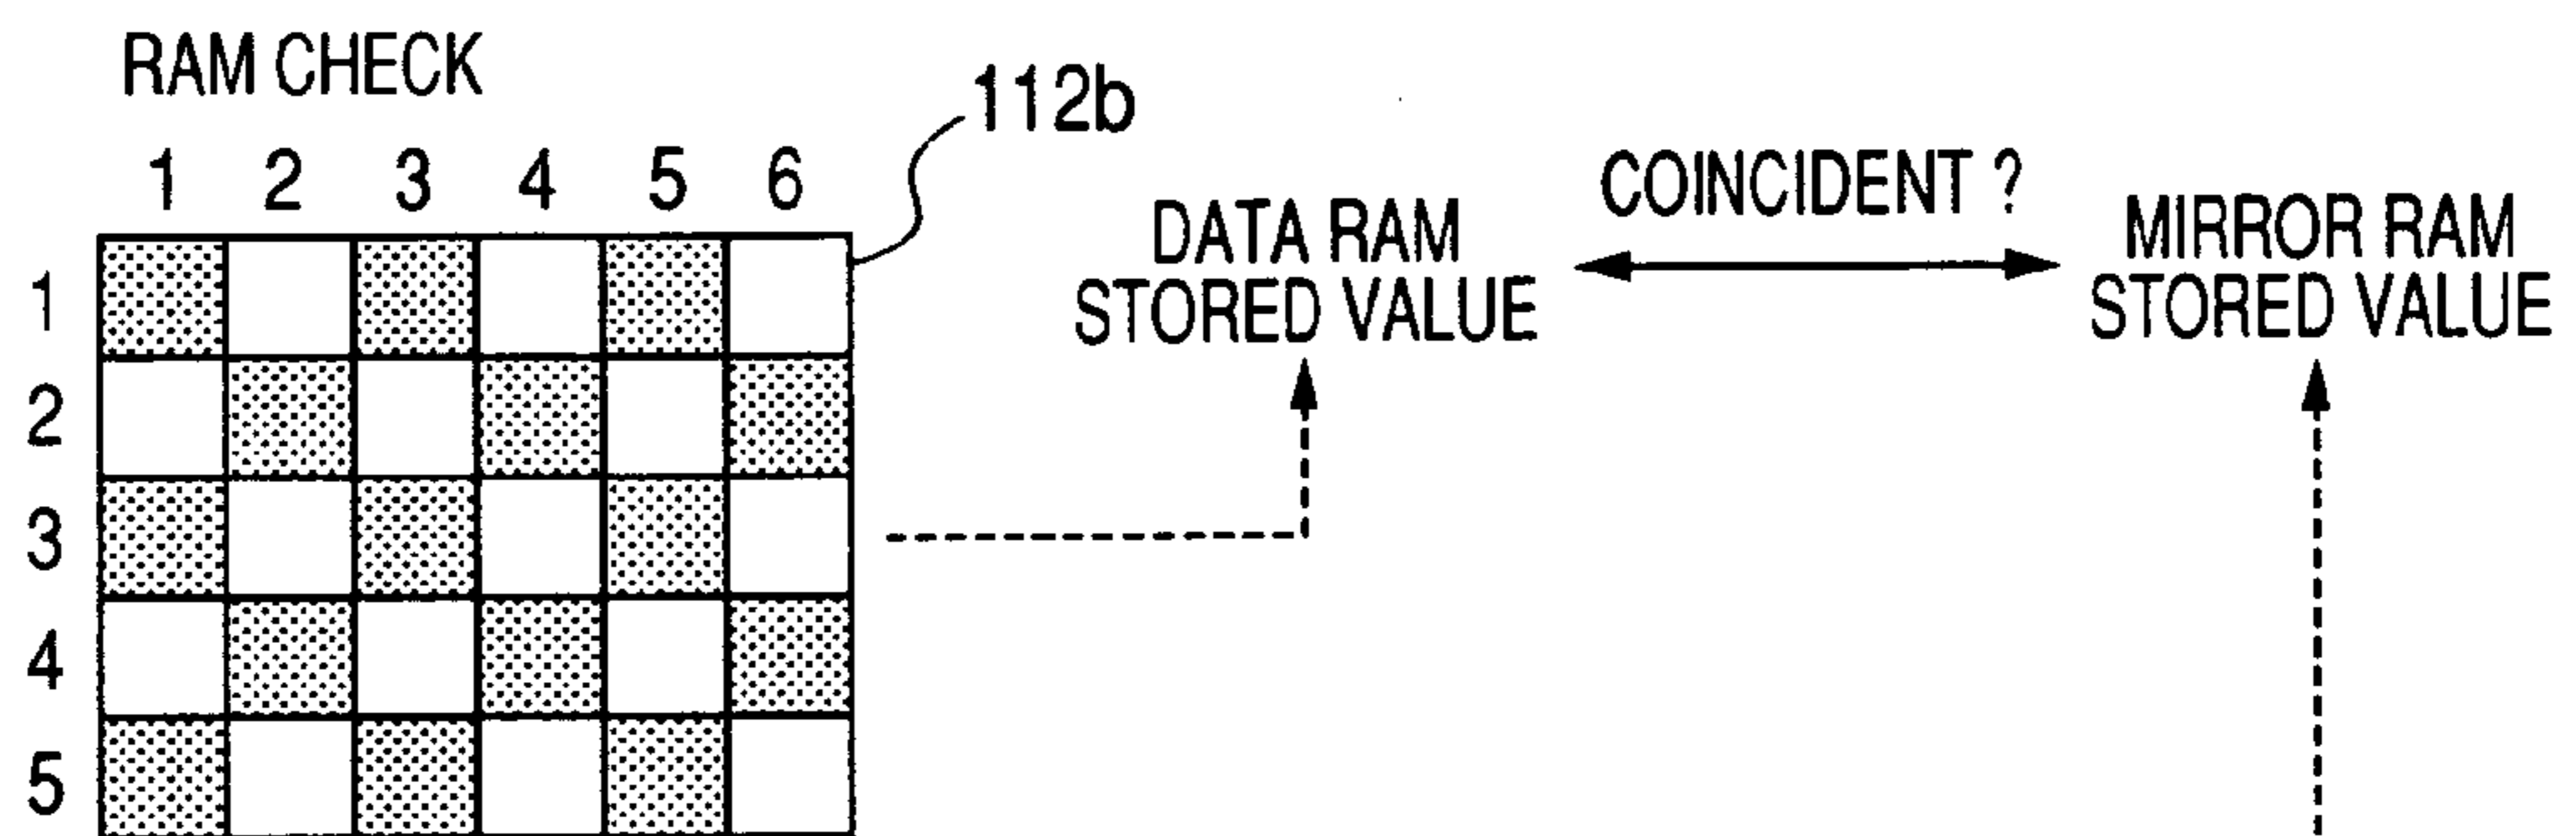 RAM CHECK
112b
1 2 3 4 5 6
COINCIDENT ?
DATA RAM
STORED VALUE
MIRROR RAM
STORED VALUE
1
2
3
4
5